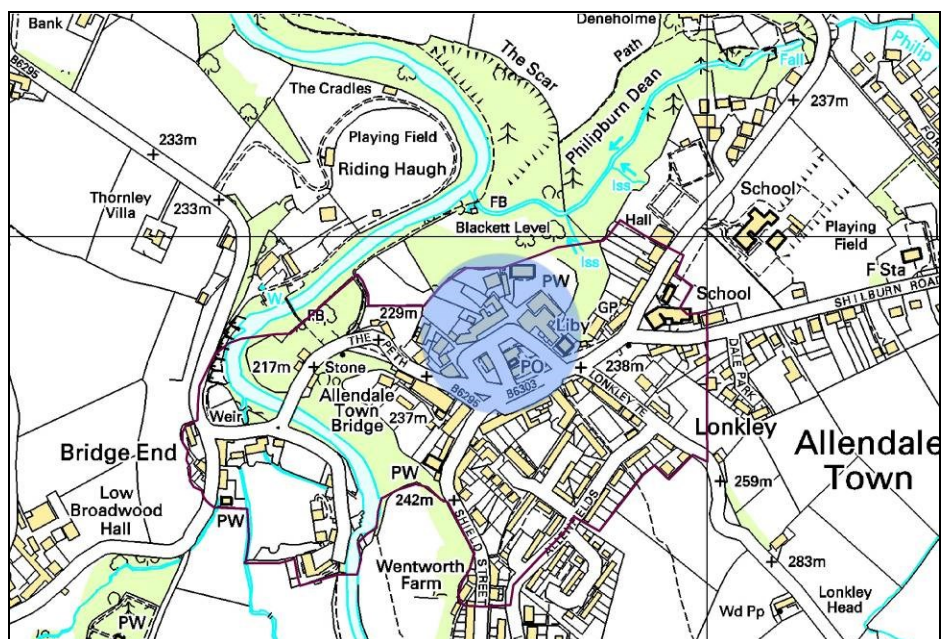 Bank
B6295
Deneholme
Path
The Scar
Fall
Philip
The Cradles
237m
233m
Playing Field
Riding Haugh
Philipburn Dean
Iss
School
Thornley
Villa
233m
FB
Blackett Level
Hall
Playing
Field
Iss
F Sta
W
PW
School
SHILBURN ROAD
FB
229m
GP
Liby
THE PETH
217m
Stone
PO
238m
DALE PARK
Allendale
Town
Bridge
B6295
B6303
LONKLEY TE
237m
Weir
Lonkley
Allendale
Town
Bridge End
PW
259m
Low
Broadwood
Hall
242m
PW
ALLENFIELDS
SHIELD STREET
Wentworth
Farm
283m
Lonkley
Head
Wd Pp
PW